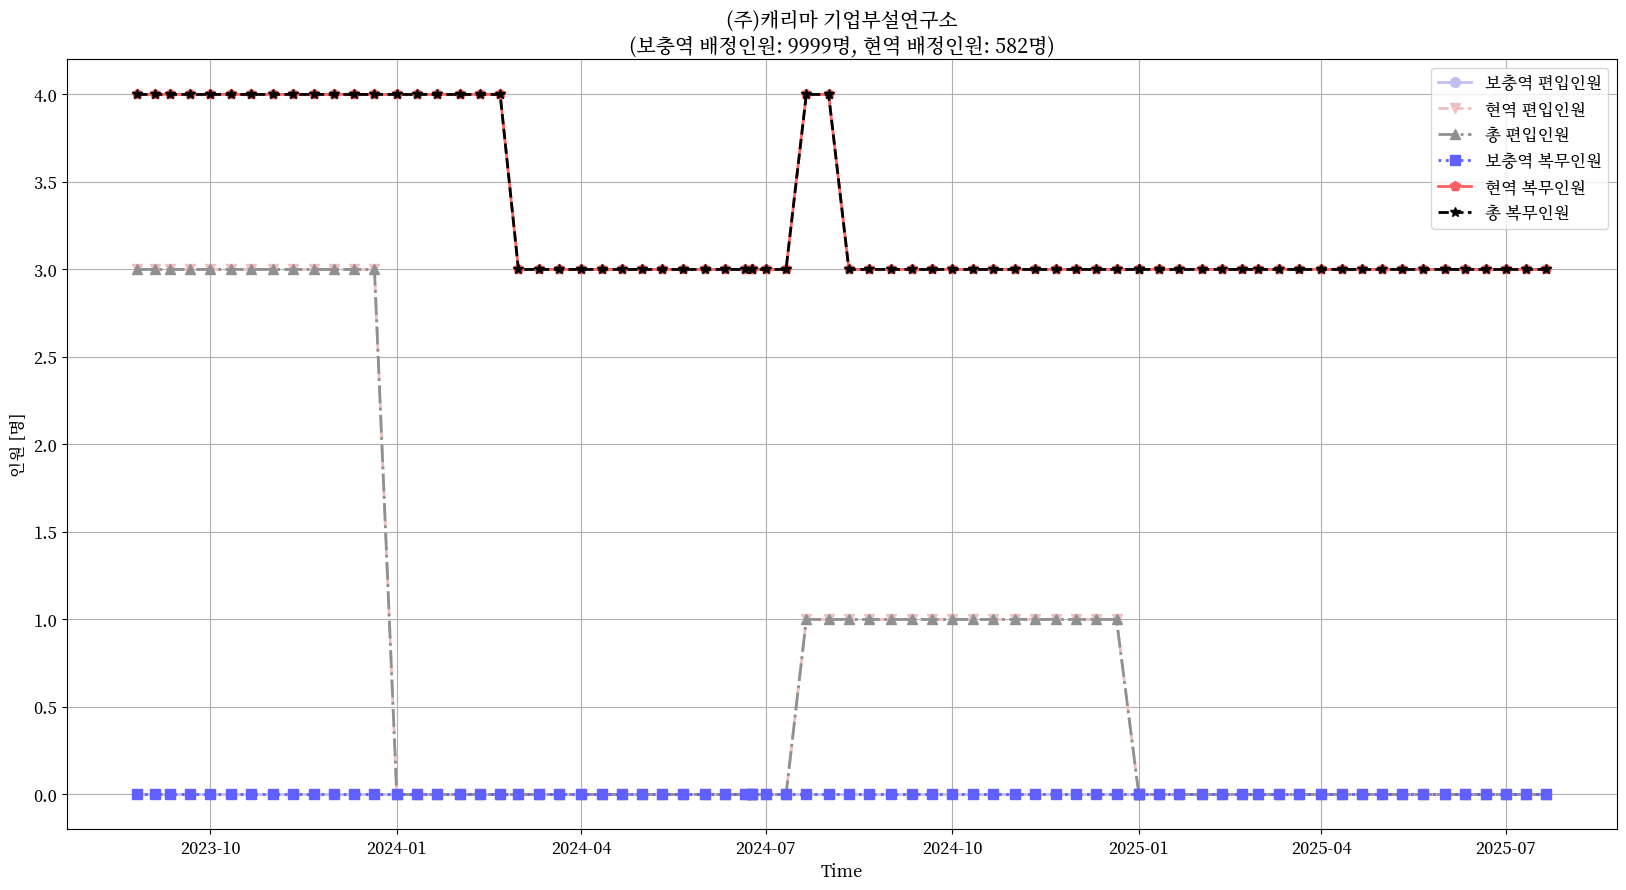 (주)캐리마 기업부설연구소
(보충역 배정인원: 9999명, 현역 배정인원: 582명)
보충역 편입인원
현역 편입인원
총 편입인원
보충역 복무인원
현역 복무인원
총 복무인원
인원 [명]
4.0
3.5
3.0
2.5
2.0
1.5
1.0
0.5
0.0
2023-10
2024-01
2024-04
2024-07
2024-10
2025-01
2025-04
2025-07
Time